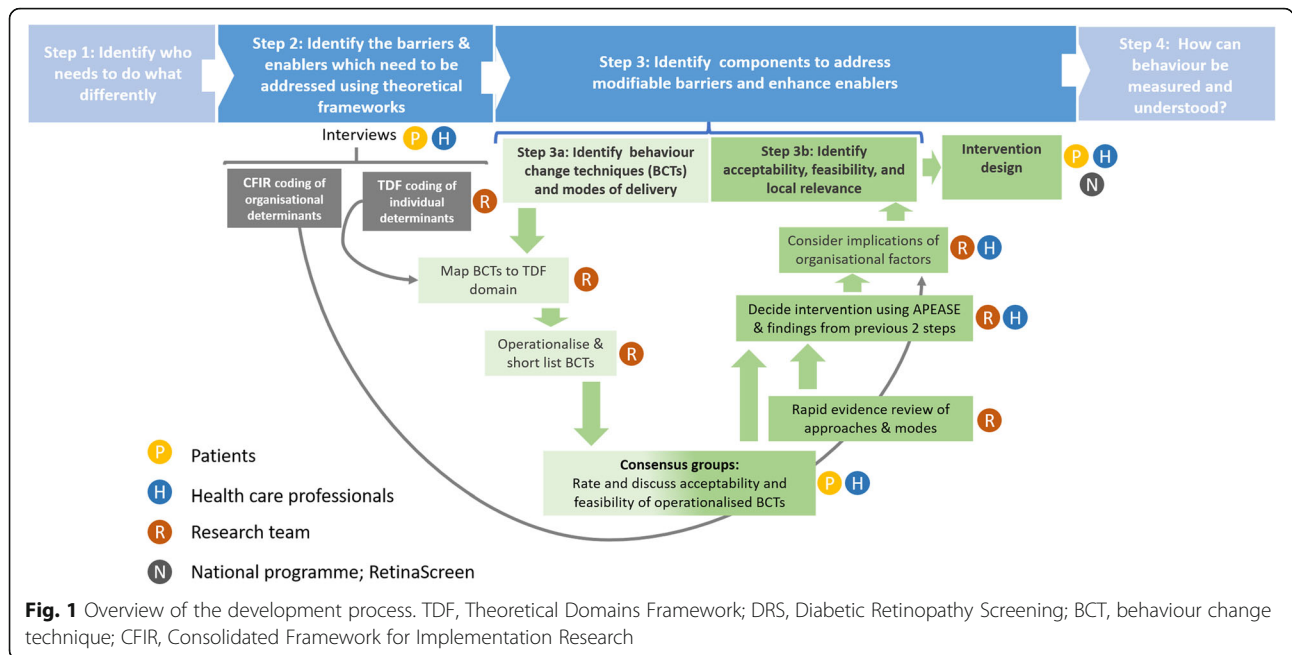 Step 1: Identify who
needs to do what
differently
Step 2: Identify the barriers &
enablers which need to be
addressed using theoretical
frameworks
Step 3: Identify components to address
modifiable barriers and enhance enablers
Step 4: How can
behaviour be
measured and
understood?
Interviews P H
CFIR coding of
organisational
determinants
TDF coding of
individual
determinants
R
Step 3a: Identify behaviour
change techniques (BCTs)
and modes of delivery
Step 3b: Identify
acceptability, feasibility, and
local relevance
Intervention
design
P H
N
Map BCTs to TDF
domain
R
Operationalise &
short list BCTs
R
Consensus groups:
Rate and discuss acceptability and
feasibility of operationalised BCTs
P H
Rapid evidence review of
approaches & modes
R
Decide intervention using APEASE
& findings from previous 2 steps
R H
Consider implications of
organisational factors
R H
P Patients
H Health care professionals
R Research team
N National programme; RetinaScreen
Fig. 1 Overview of the development process. TDF, Theoretical Domains Framework; DRS, Diabetic Retinopathy Screening; BCT, behaviour change
technique; CFIR, Consolidated Framework for Implementation Research